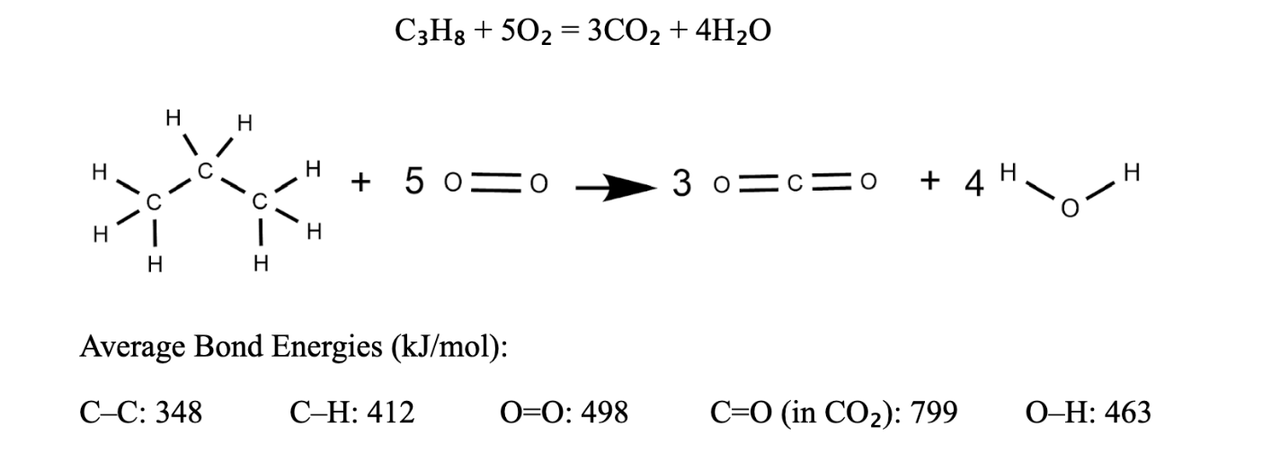 C₃H₈ + 5O₂ = 3CO₂ + 4H₂O
H H
H C H + 5 O O 3 O C O + 4 H H
C C O
H H
H H
Average Bond Energies (kJ/mol):
C–C: 348 C–H: 412 O=O: 498 C=O (in CO₂): 799 O–H: 463